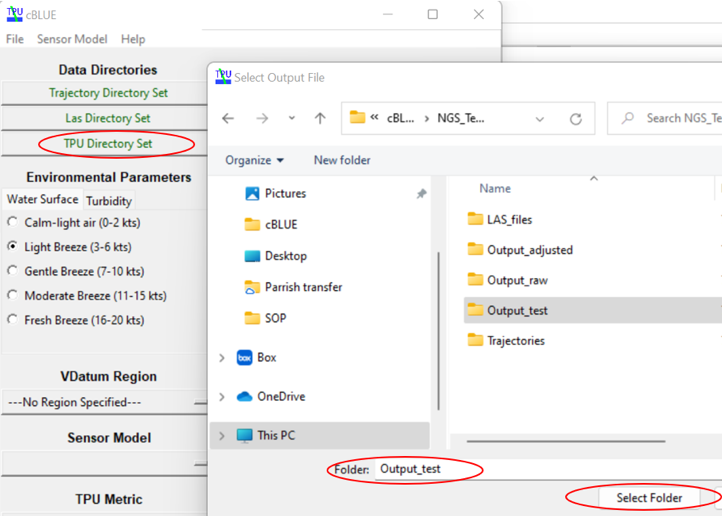 TPU cBLUE
File Sensor Model Help
Data Directories
Trajectory Directory Set
Las Directory Set
TPU Directory Set
Environmental Parameters
Water Surface Turbidity
Calm-light air (0-2 kts)
Light Breeze (3-6 kts)
Gentle Breeze (7-10 kts)
Moderate Breeze (11-15 kts)
Fresh Breeze (16-20 kts)
VDatum Region
---No Region Specified---
Sensor Model
TPU Metric
TPU Select Output File
« cBL... › NGS_Te...
Search NGS_Te
Organize New folder
Pictures
cBLUE
Desktop
Parrish transfer
SOP
box Box
OneDrive
This PC
Name
LAS_files
Output_adjusted
Output_raw
Output_test
Trajectories
Folder: Output_test
Select Folder